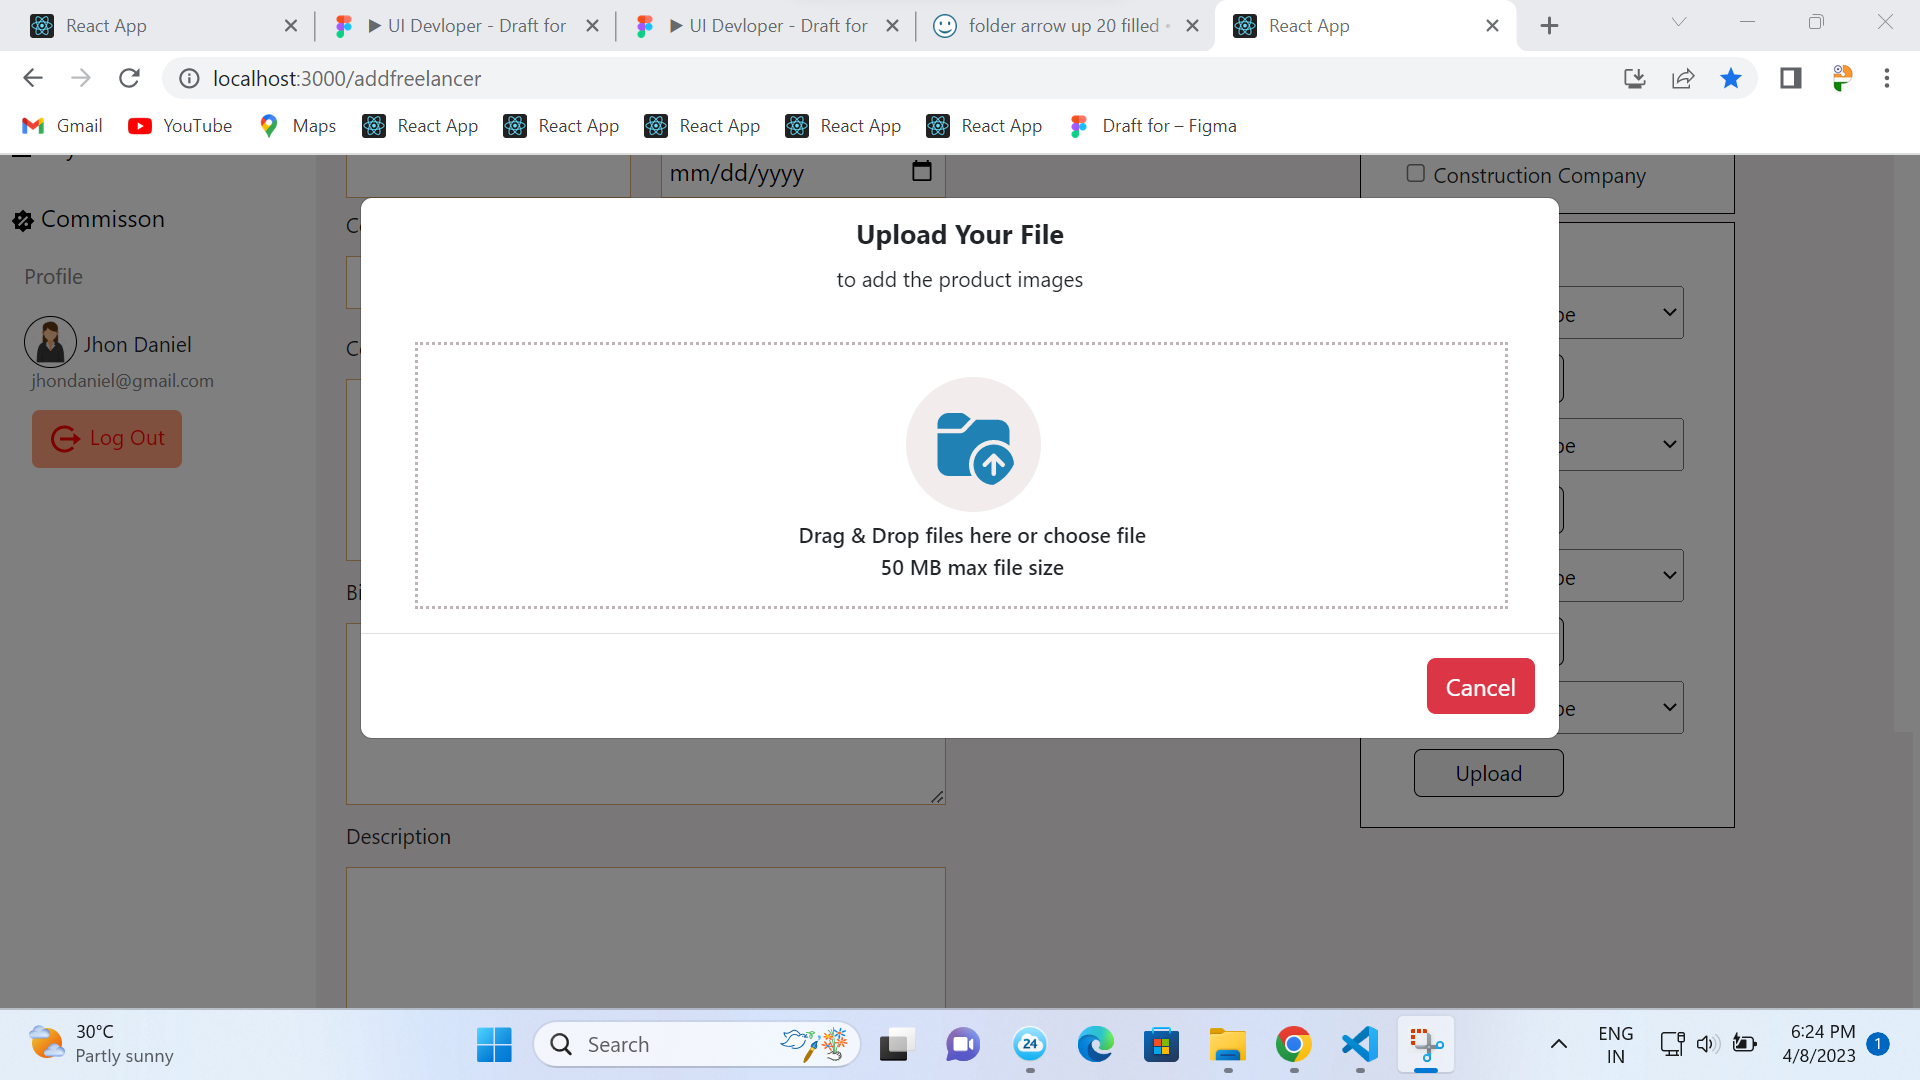 React App
▶ UI Devloper - Draft for
▶ UI Devloper - Draft for
folder arrow up 20 filled
React App
localhost:3000/addfreelancer
Gmail
YouTube
Maps
React App
React App
React App
React App
React App
Draft for – Figma
mm/dd/yyyy
Construction Company
Commisson
Upload Your File
Profile
to add the product images
Jhon Daniel
jhondaniel@gmail.com
Log Out
Drag & Drop files here or choose file
50 MB max file size
Cancel
Upload
Description
30°C
Partly sunny
Search
24
ENG
IN
6:24 PM
4/8/2023
1